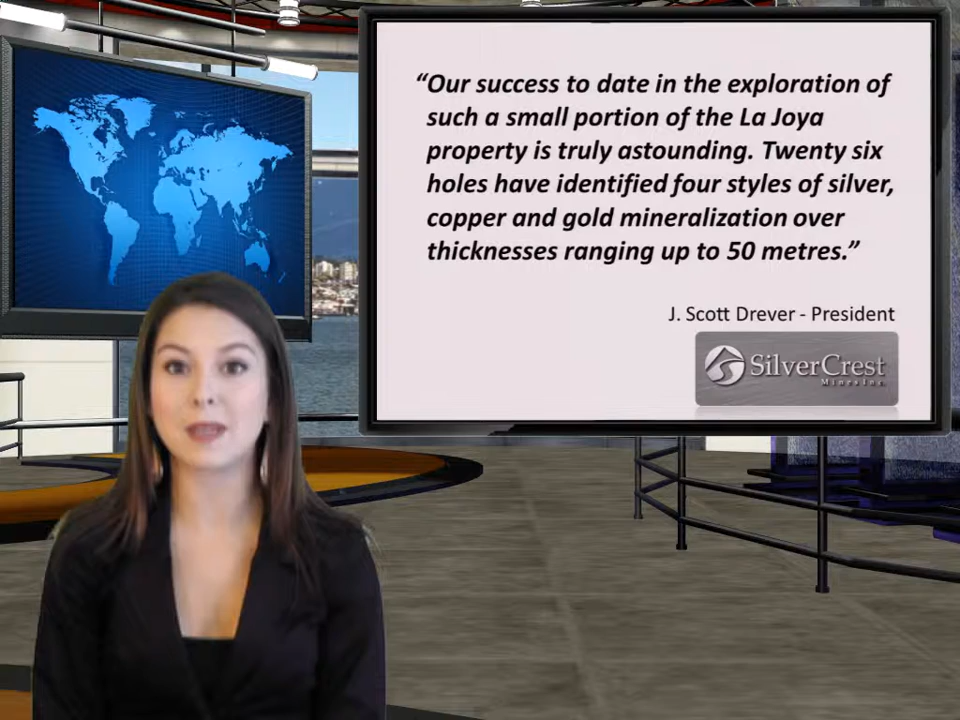 “Our success to date in the exploration of
such a small portion of the La Joya
property is truly astounding. Twenty six
holes have identified four styles of silver,
copper and gold mineralization over
thicknesses ranging up to 50 metres.”
J. Scott Drever - President
SilverCrest
Mines Inc.